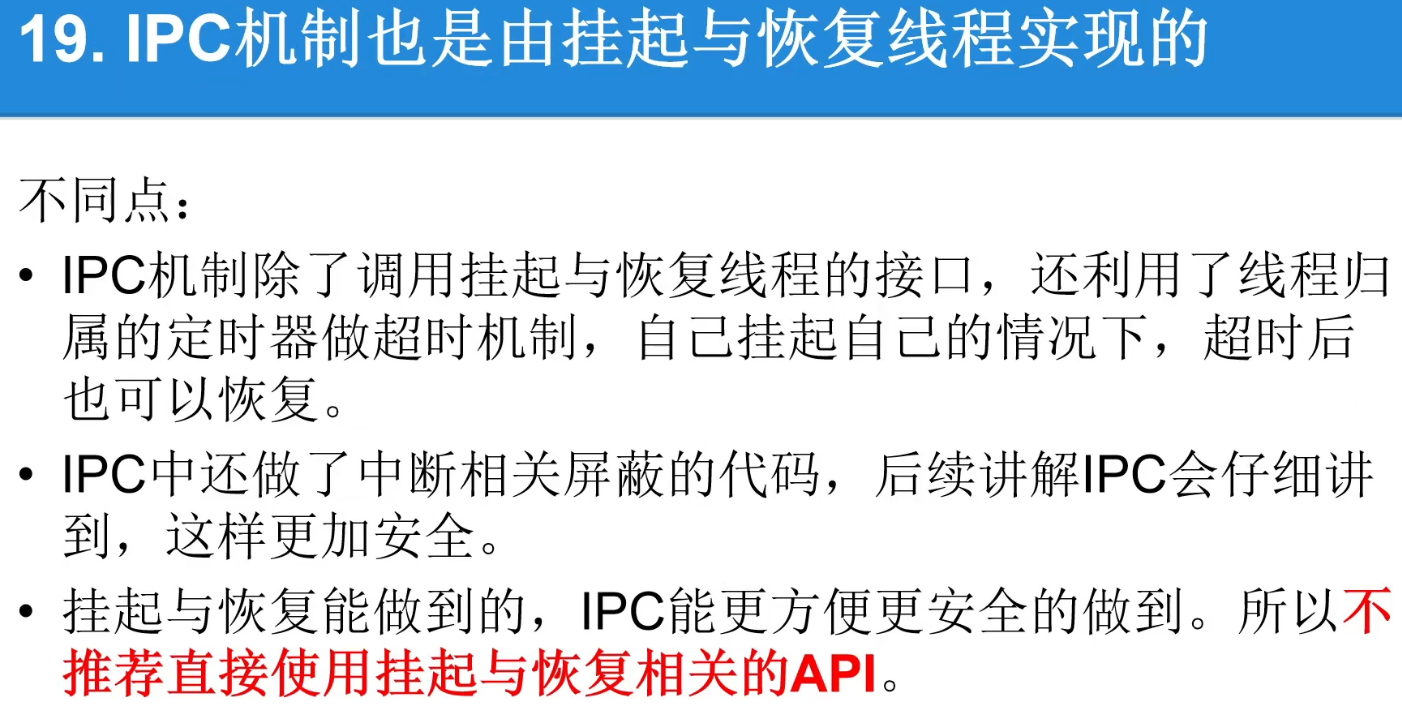 19. IPC机制也是由挂起与恢复线程实现的
不同点：
• IPC机制除了调用挂起与恢复线程的接口，还利用了线程归
属的定时器做超时机制，自己挂起自己的情况下，超时后
也可以恢复。
• IPC中还做了中断相关屏蔽的代码，后续讲解IPC会仔细讲
到，这样更加安全。
• 挂起与恢复能做到的，IPC能更方便更安全的做到。所以不
推荐直接使用挂起与恢复相关的API。